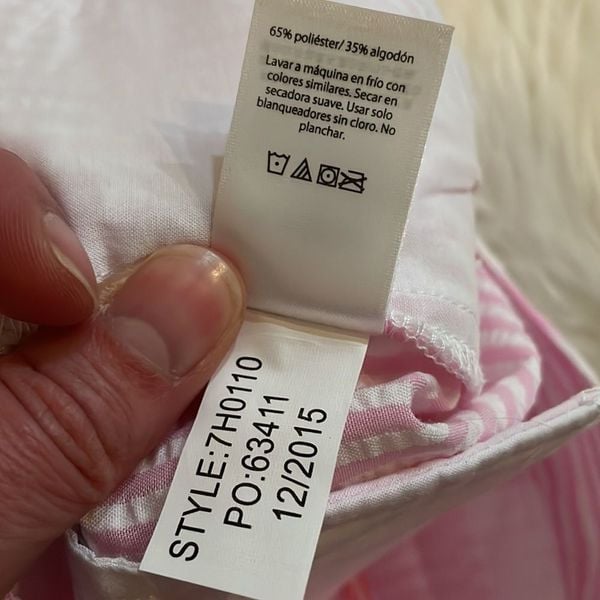 65% poliéster/ 35% algodón
Lavar a máquina en frío con
colores similares. Secar en
secadora suave. Usar solo
blanqueadores sin cloro. No
planchar.
STYLE:7H0110
PO:63411
12/2015